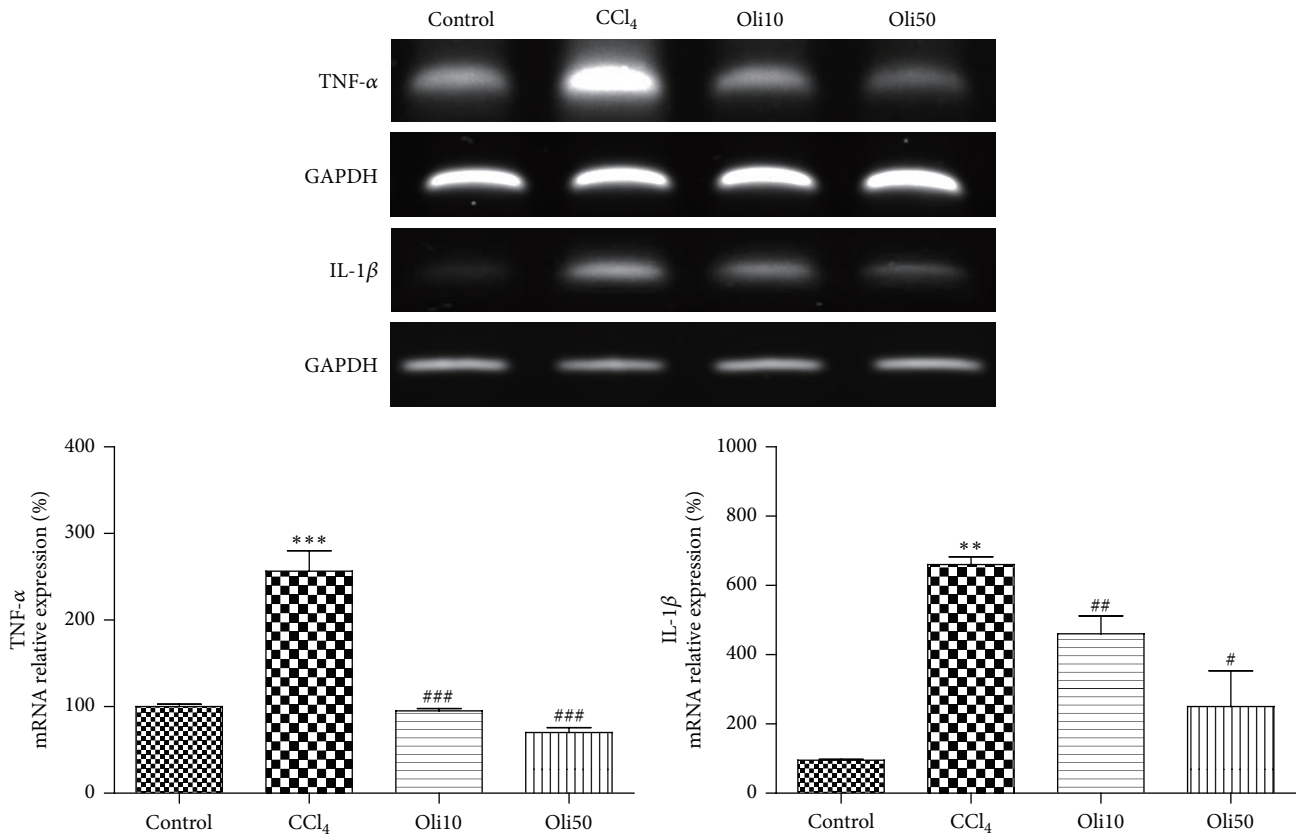 Control CCl₄ Oli10 Oli50
TNF-α
GAPDH
IL-1β
GAPDH
TNF-α
mRNA relative expression (%)
400
300
200
100
0
***
###
###
Control CCl₄ Oli10 Oli50
IL-1β
mRNA relative expression (%)
1000
800
600
400
200
0
**
##
#
Control CCl₄ Oli10 Oli50